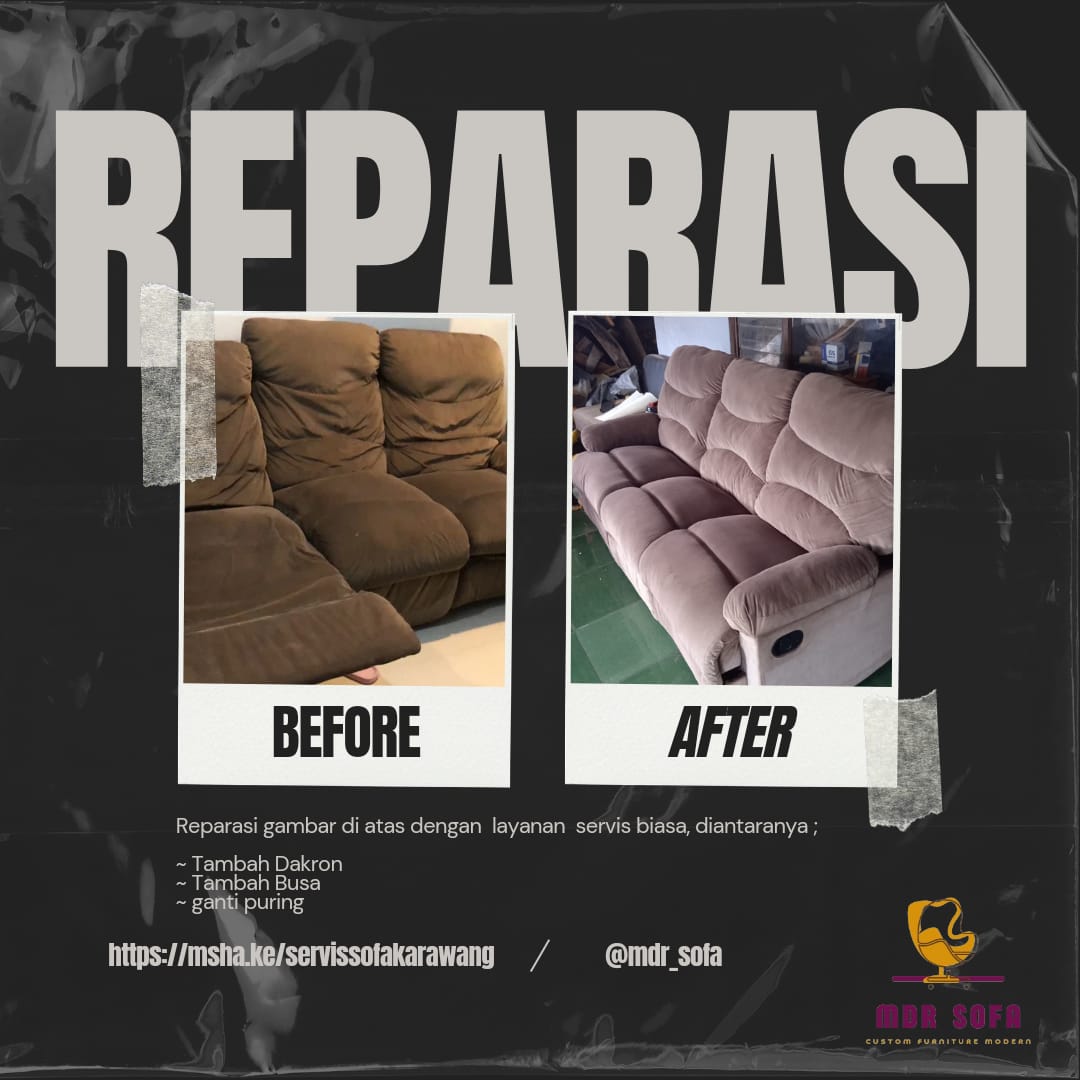 REPARASI
BEFORE
AFTER
Reparasi gambar di atas dengan layanan servis biasa, diantaranya ;
~ Tambah Dakron
~ Tambah Busa
~ ganti puring
https://msha.ke/servissofakarawang / @mdr_sofa
MDR SOFA
CUSTOM FURNITURE MODERN